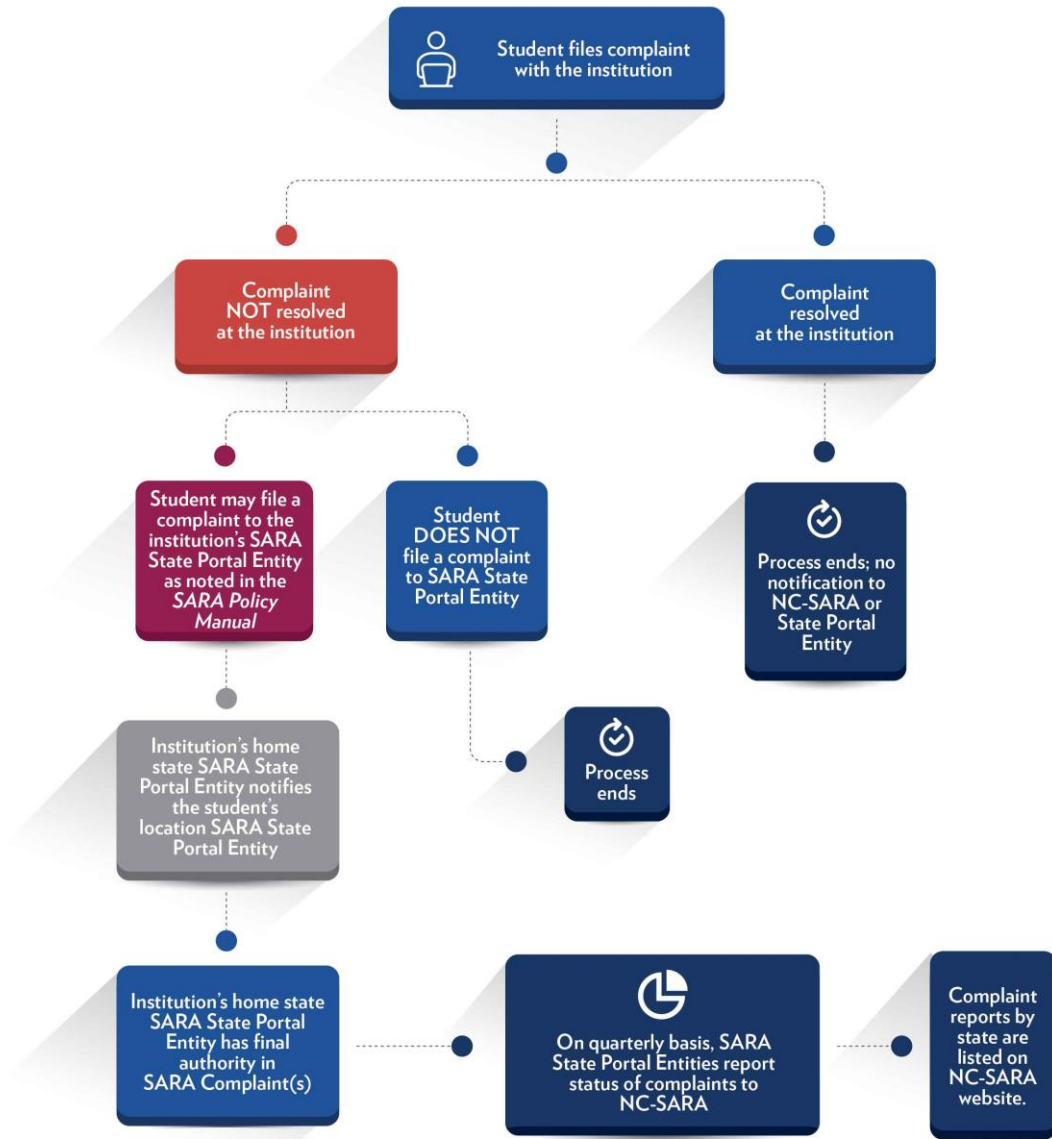 Student files complaint
with the institution
Complaint
NOT resolved
at the institution
Complaint
resolved
at the institution
Student may file a
complaint to the
institution's SARA
State Portal Entity
as noted in the
SARA Policy
Manual
Student
DOES NOT
file a complaint
to SARA State
Portal Entity
Process ends; no
notification to
NC-SARA or
State Portal
Entity
Institution's home
state SARA State
Portal Entity notifies
the student's
location SARA State
Portal Entity
Process
ends
Institution's home state
SARA State Portal
Entity has final
authority in
SARA Complaint(s)
On quarterly basis, SARA
State Portal Entities report
status of complaints to
NC-SARA
Complaint
reports by
state are
listed on
NC-SARA
website.